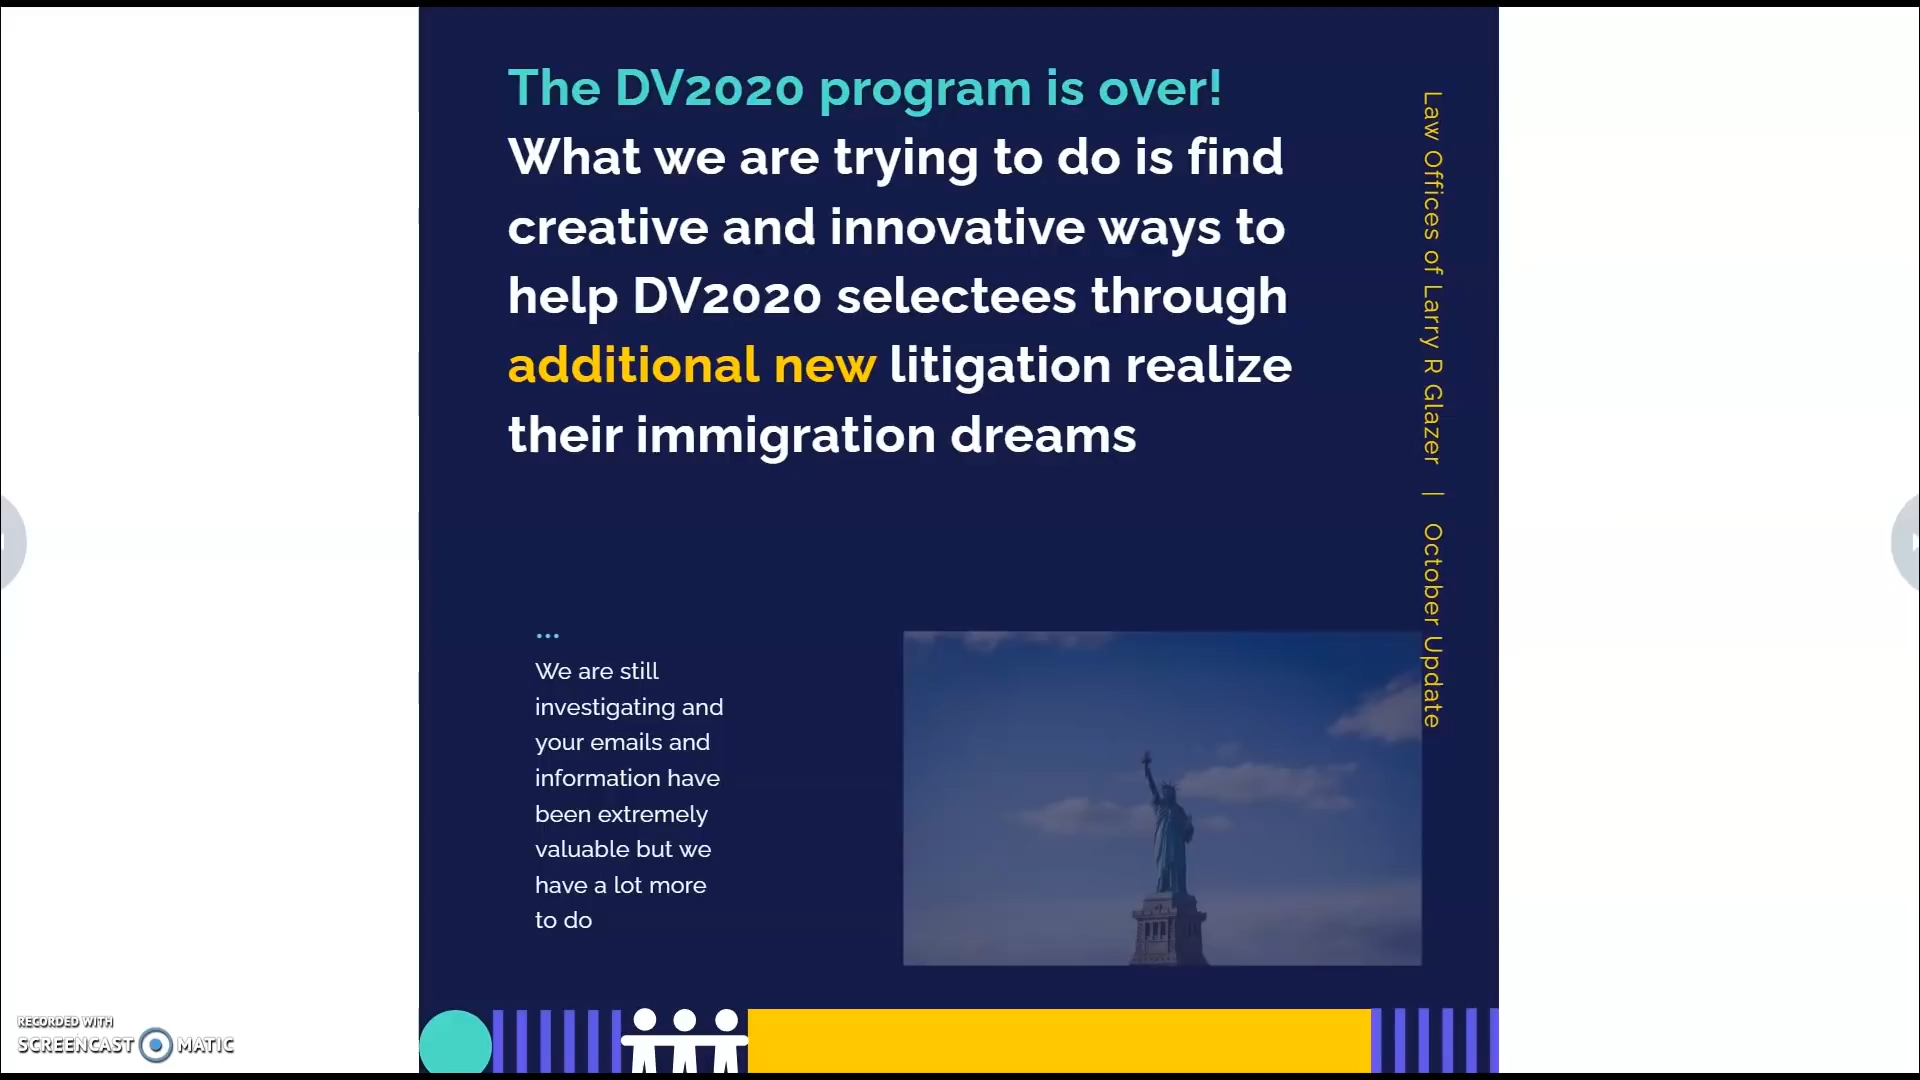 The DV2020 program is over!
What we are trying to do is find
creative and innovative ways to
help DV2020 selectees through
additional new litigation realize
their immigration dreams
Law Offices of Larry R Glazer | October Update
...
We are still
investigating and
your emails and
information have
been extremely
valuable but we
have a lot more
to do
RECORDED WITH
SCREENCAST MATIC